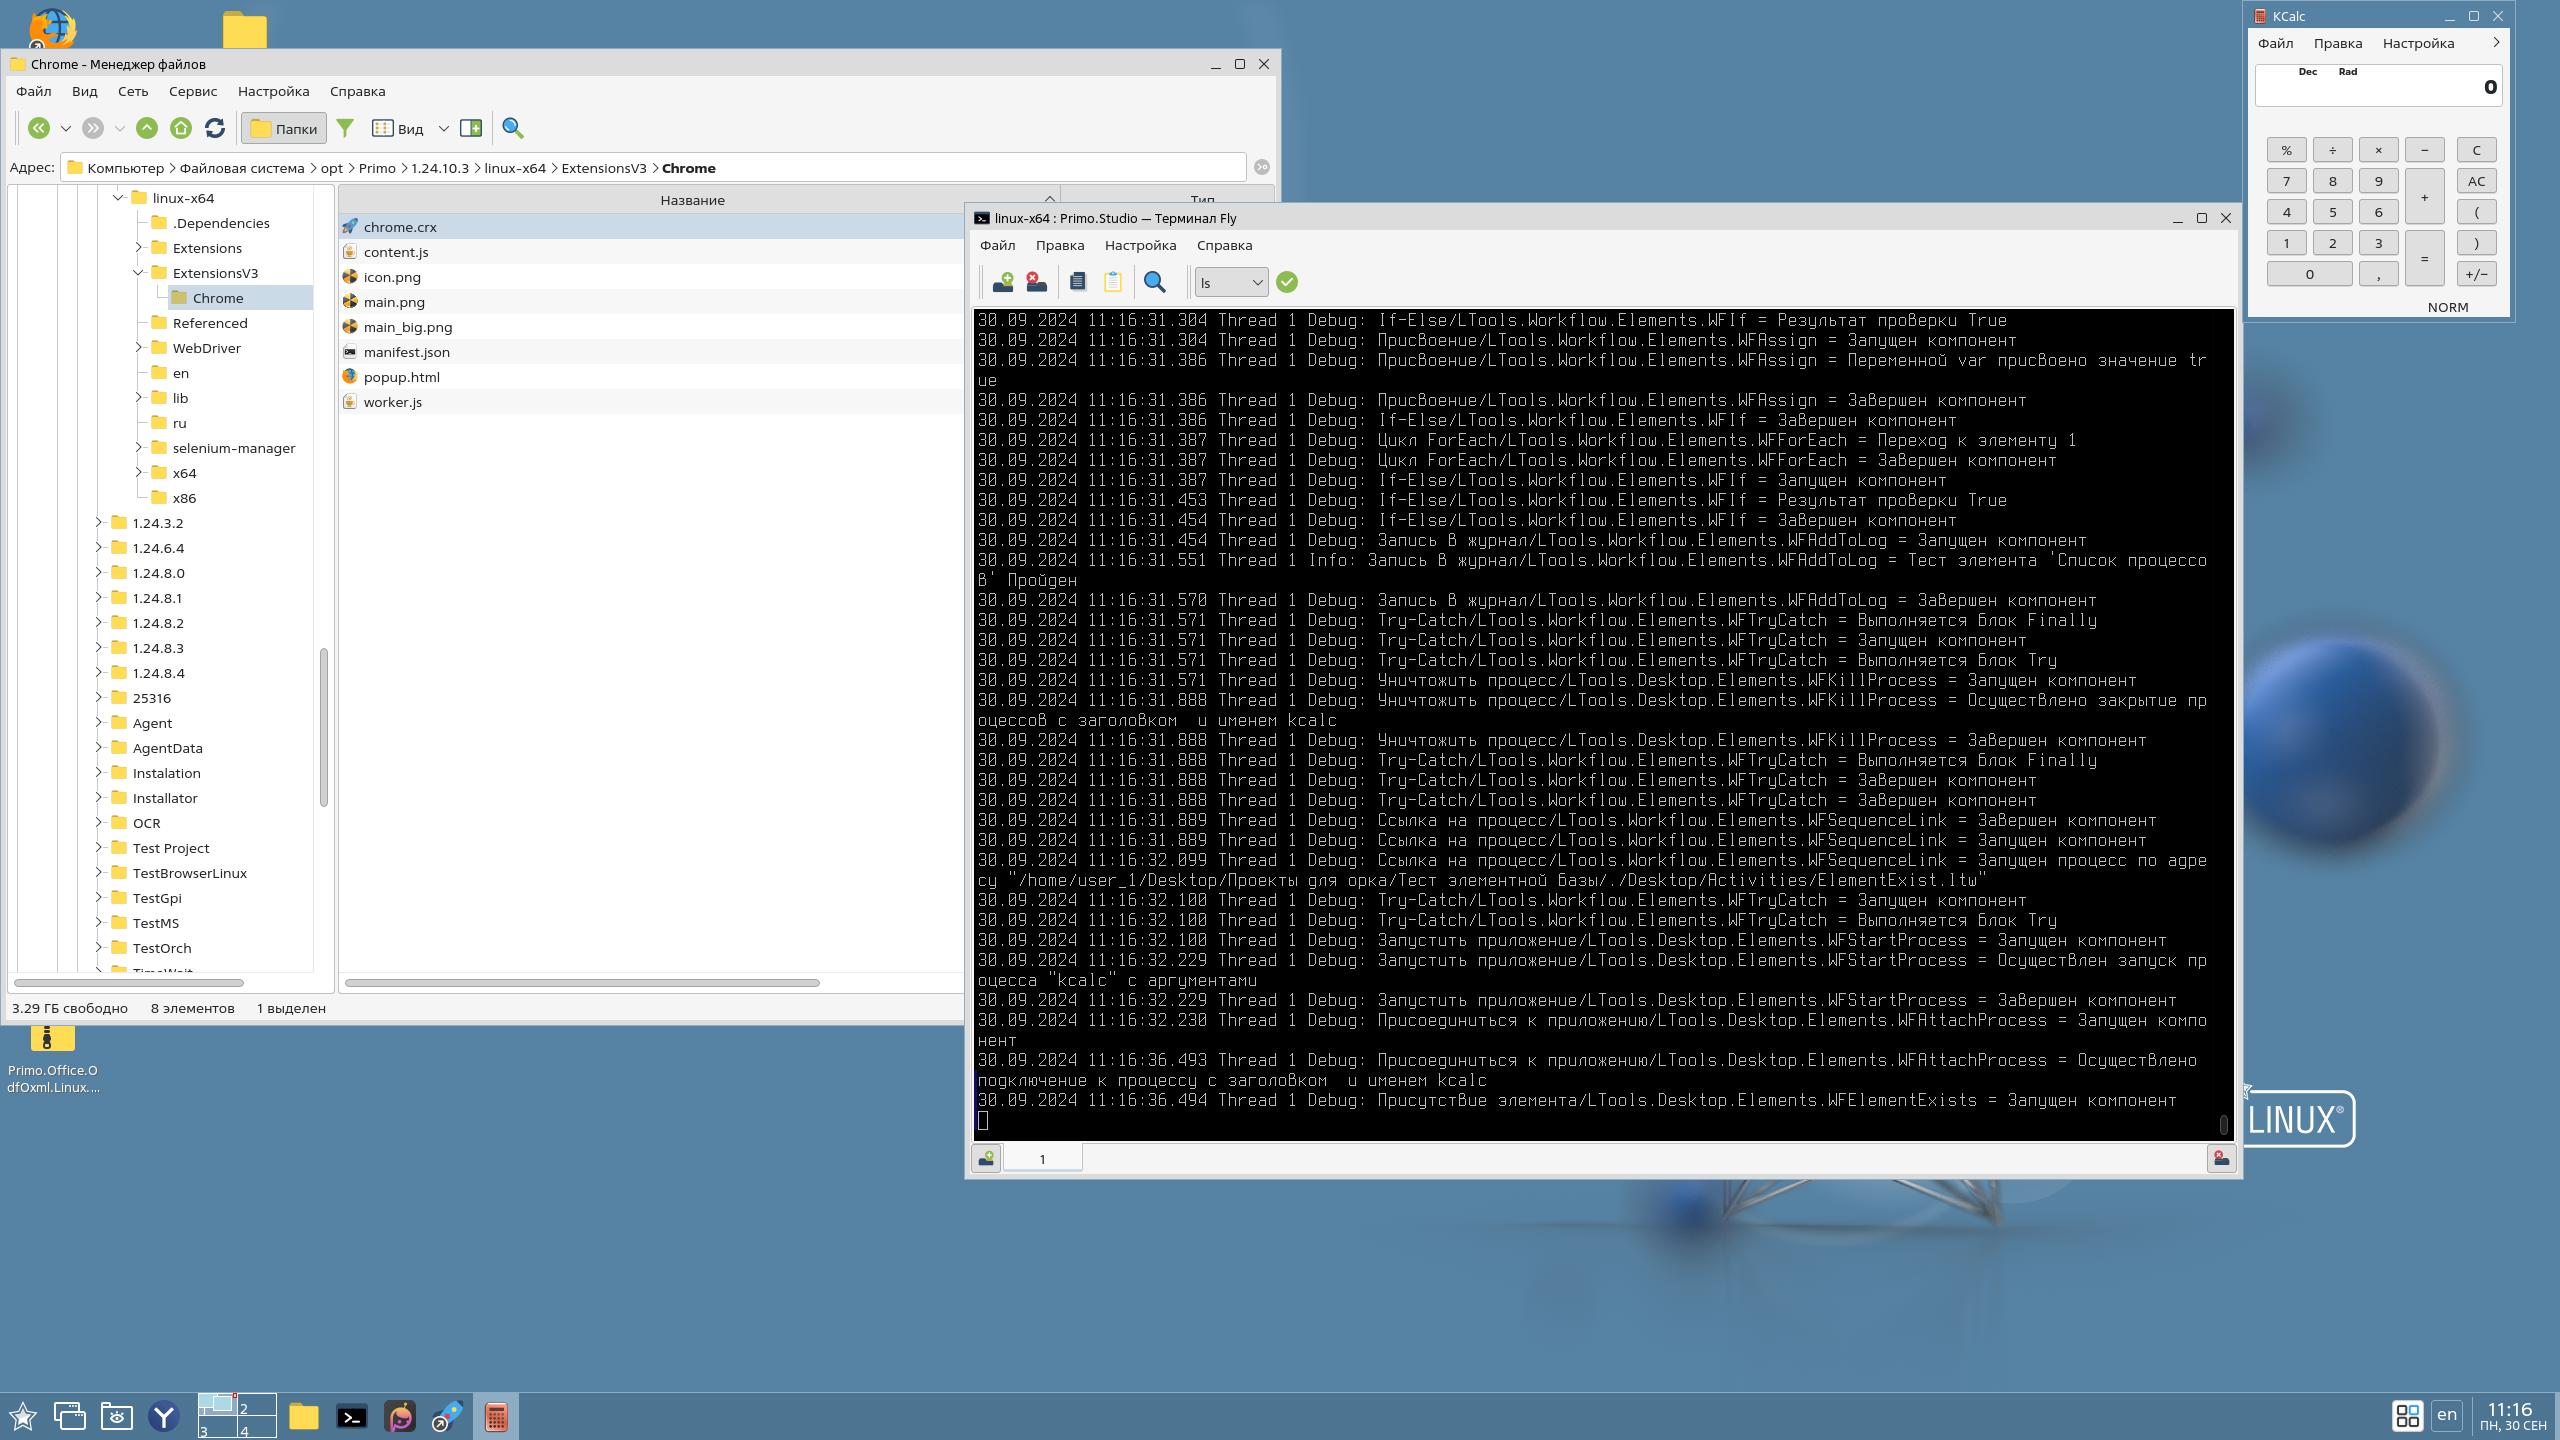 Chrome - Менеджер файлов
Файл Вид Сеть Сервис Настройка Справка
Папки Вид
Адрес: Компьютер Файловая система opt Primo 1.24.10.3 linux-x64 ExtensionsV3 Chrome
linux-x64
.Dependencies
Extensions
ExtensionsV3
Chrome
Referenced
WebDriver
en
lib
ru
selenium-manager
x64
x86
1.24.3.2
1.24.6.4
1.24.8.0
1.24.8.1
1.24.8.2
1.24.8.3
1.24.8.4
25316
Agent
AgentData
Instalation
Installator
OCR
Test Project
TestBrowserLinux
TestGpi
TestMS
TestOrch
Название Тип
chrome.crx
content.js
icon.png
main.png
main_big.png
manifest.json
popup.html
worker.js
3.29 ГБ свободно 8 элементов 1 выделен
Primo.Office.O
dfOxml.Linux....
linux-x64 : Primo.Studio — Терминал Fly
Файл Правка Настройка Справка
ls
30.09.2024 11:16:31.304 Thread 1 Debug: If-Else/LTools.Workflow.Elements.WFIf = Результат проверки True
30.09.2024 11:16:31.304 Thread 1 Debug: Присвоение/LTools.Workflow.Elements.WFAssign = Запущен компонент
30.09.2024 11:16:31.386 Thread 1 Debug: Присвоение/LTools.Workflow.Elements.WFAssign = Переменной var присвоено значение tr
ue
30.09.2024 11:16:31.386 Thread 1 Debug: Присвоение/LTools.Workflow.Elements.WFAssign = Завершен компонент
30.09.2024 11:16:31.386 Thread 1 Debug: If-Else/LTools.Workflow.Elements.WFIf = Завершен компонент
30.09.2024 11:16:31.387 Thread 1 Debug: Цикл ForEach/LTools.Workflow.Elements.WFForEach = Переход к элементу 1
30.09.2024 11:16:31.387 Thread 1 Debug: Цикл ForEach/LTools.Workflow.Elements.WFForEach = Завершен компонент
30.09.2024 11:16:31.387 Thread 1 Debug: If-Else/LTools.Workflow.Elements.WFIf = Запущен компонент
30.09.2024 11:16:31.453 Thread 1 Debug: If-Else/LTools.Workflow.Elements.WFIf = Результат проверки True
30.09.2024 11:16:31.454 Thread 1 Debug: If-Else/LTools.Workflow.Elements.WFIf = Завершен компонент
30.09.2024 11:16:31.454 Thread 1 Debug: Запись в журнал/LTools.Workflow.Elements.WFAddToLog = Запущен компонент
30.09.2024 11:16:31.551 Thread 1 Info: Запись в журнал/LTools.Workflow.Elements.WFAddToLog = Тест элемента 'Список процессо
в' Пройден
30.09.2024 11:16:31.570 Thread 1 Debug: Запись в журнал/LTools.Workflow.Elements.WFAddToLog = Завершен компонент
30.09.2024 11:16:31.571 Thread 1 Debug: Try-Catch/LTools.Workflow.Elements.WFTryCatch = Выполняется блок Finally
30.09.2024 11:16:31.571 Thread 1 Debug: Try-Catch/LTools.Workflow.Elements.WFTryCatch = Запущен компонент
30.09.2024 11:16:31.571 Thread 1 Debug: Try-Catch/LTools.Workflow.Elements.WFTryCatch = Выполняется блок Try
30.09.2024 11:16:31.571 Thread 1 Debug: Уничтожить процесс/LTools.Desktop.Elements.WFKillProcess = Запущен компонент
30.09.2024 11:16:31.888 Thread 1 Debug: Уничтожить процесс/LTools.Desktop.Elements.WFKillProcess = Осуществлено закрытие пр
оцессов с заголовком  и именем kcalc
30.09.2024 11:16:31.888 Thread 1 Debug: Уничтожить процесс/LTools.Desktop.Elements.WFKillProcess = Завершен компонент
30.09.2024 11:16:31.888 Thread 1 Debug: Try-Catch/LTools.Workflow.Elements.WFTryCatch = Выполняется блок Finally
30.09.2024 11:16:31.888 Thread 1 Debug: Try-Catch/LTools.Workflow.Elements.WFTryCatch = Завершен компонент
30.09.2024 11:16:31.888 Thread 1 Debug: Try-Catch/LTools.Workflow.Elements.WFTryCatch = Завершен компонент
30.09.2024 11:16:31.889 Thread 1 Debug: Ссылка на процесс/LTools.Workflow.Elements.WFSequenceLink = Завершен компонент
30.09.2024 11:16:31.889 Thread 1 Debug: Ссылка на процесс/LTools.Workflow.Elements.WFSequenceLink = Запущен компонент
30.09.2024 11:16:32.099 Thread 1 Debug: Ссылка на процесс/LTools.Workflow.Elements.WFSequenceLink = Запущен процесс по адре
су "/home/user_1/Desktop/Проекты для орка/Тест элементной базы/./Desktop/Activities/ElementExist.ltw"
30.09.2024 11:16:32.100 Thread 1 Debug: Try-Catch/LTools.Workflow.Elements.WFTryCatch = Запущен компонент
30.09.2024 11:16:32.100 Thread 1 Debug: Try-Catch/LTools.Workflow.Elements.WFTryCatch = Выполняется блок Try
30.09.2024 11:16:32.100 Thread 1 Debug: Запустить приложение/LTools.Desktop.Elements.WFStartProcess = Запущен компонент
30.09.2024 11:16:32.229 Thread 1 Debug: Запустить приложение/LTools.Desktop.Elements.WFStartProcess = Осуществлен запуск пр
оцесса "kcalc" с аргументами
30.09.2024 11:16:32.229 Thread 1 Debug: Запустить приложение/LTools.Desktop.Elements.WFStartProcess = Завершен компонент
30.09.2024 11:16:32.230 Thread 1 Debug: Присоединиться к приложению/LTools.Desktop.Elements.WFAttachProcess = Запущен компо
нент
30.09.2024 11:16:36.493 Thread 1 Debug: Присоединиться к приложению/LTools.Desktop.Elements.WFAttachProcess = Осуществлено
подключение к процессу с заголовком  и именем kcalc
30.09.2024 11:16:36.494 Thread 1 Debug: Присутствие элемента/LTools.Desktop.Elements.WFElementExists = Запущен компонент
1
KCalc
Файл Правка Настройка
Dec Rad
0
% ÷ × − C
7 8 9 + AC
4 5 6 (
1 2 3 = )
0 , +/−
NORM
LINUX®
2
3 4
en
11:16
ПН, 30 СЕН